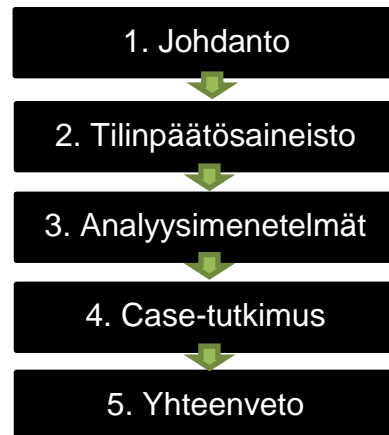 1. Johdanto
2. Tilinpäätösaineisto
3. Analyysimenetelmät
4. Case-tutkimus
5. Yhteenveto